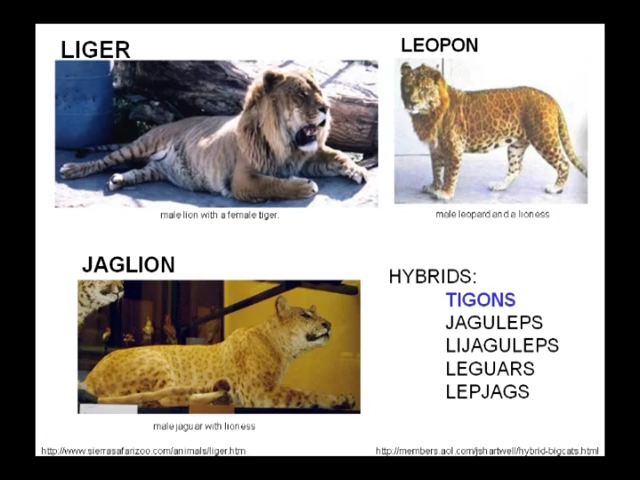 LIGER
LEOPON
male lion with a female tiger.
male leopard and a lioness
JAGLION
HYBRIDS:
TIGONS
JAGULEPS
LIJAGULEPS
LEGUARS
LEPJAGS
male jaguar with lioness
http://www.sierrasafarizoo.com/animals/liger.htm
http://members.aol.com/jshartwell/hybrid-bigcats.html